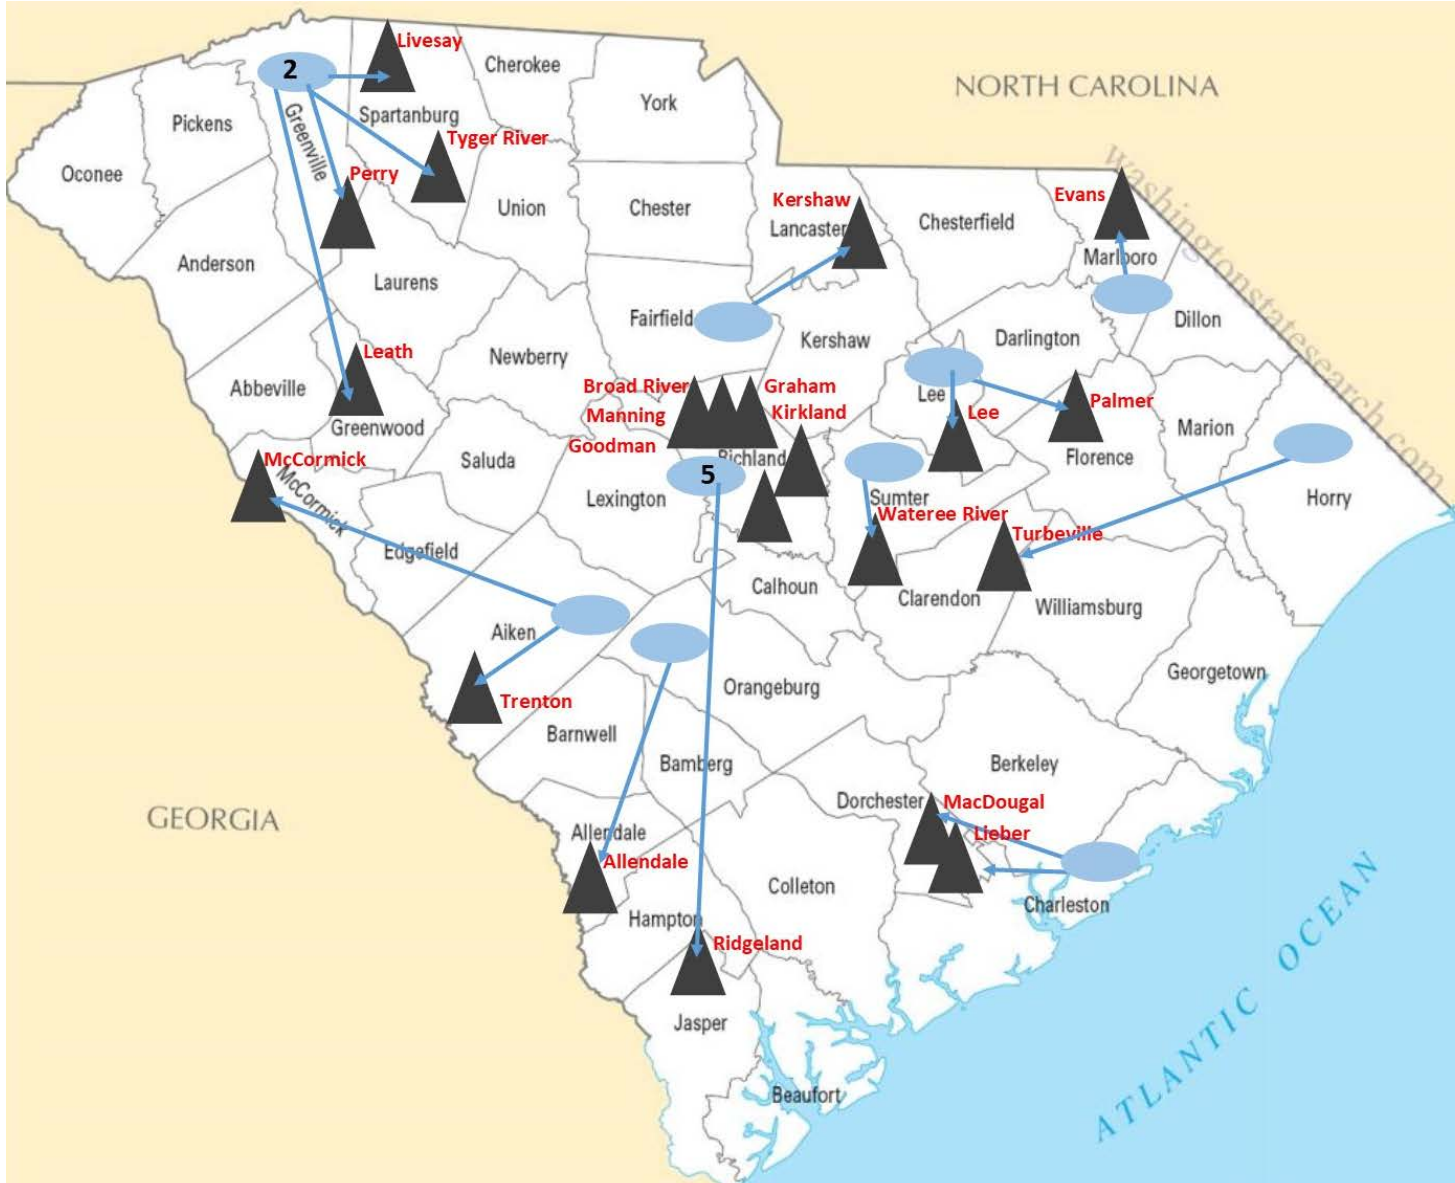 Livesay
2
Cherokee
NORTH CAROLINA
York
Spartanburg
Pickens
Greenville
Tyger River
washingtonstatesearch.com
Oconee
Perry
Evans
Kershaw
Union
Chester
Lancaster
Chesterfield
Marlboro
Anderson
Laurens
Fairfield
Dillon
Kershaw
Darlington
Newberry
Leath
Abbeville
Broad River
Graham
Lee
Palmer
Manning
Kirkland
Lee
Greenwood
Marion
Goodman
McCormick
Saluda
Richland
Florence
5
McCormick
Lexington
Sumter
Horry
Wateree River
Turbeville
Edgefield
Calhoun
Clarendon
Williamsburg
Aiken
Georgetown
Orangeburg
Trenton
Barnwell
Bamberg
Berkeley
GEORGIA
Dorchester
MacDougal
Allendale
Lieber
Allendale
Colleton
Charleston
Hampton
Ridgeland
ATLANTIC OCEAN
Jasper
Beaufort